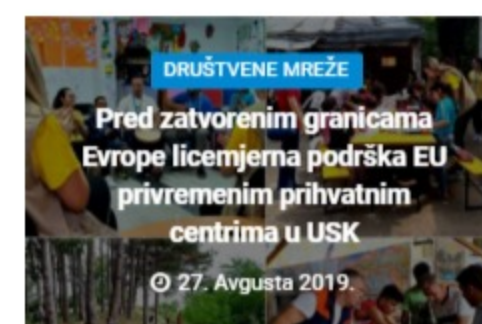 DRUŠTVENE MREŽE
Pred zatvorenim granicama
Evrope licemjerna podrška EU
privremenim prihvatnim
centrima u USK
27. Avgusta 2019.